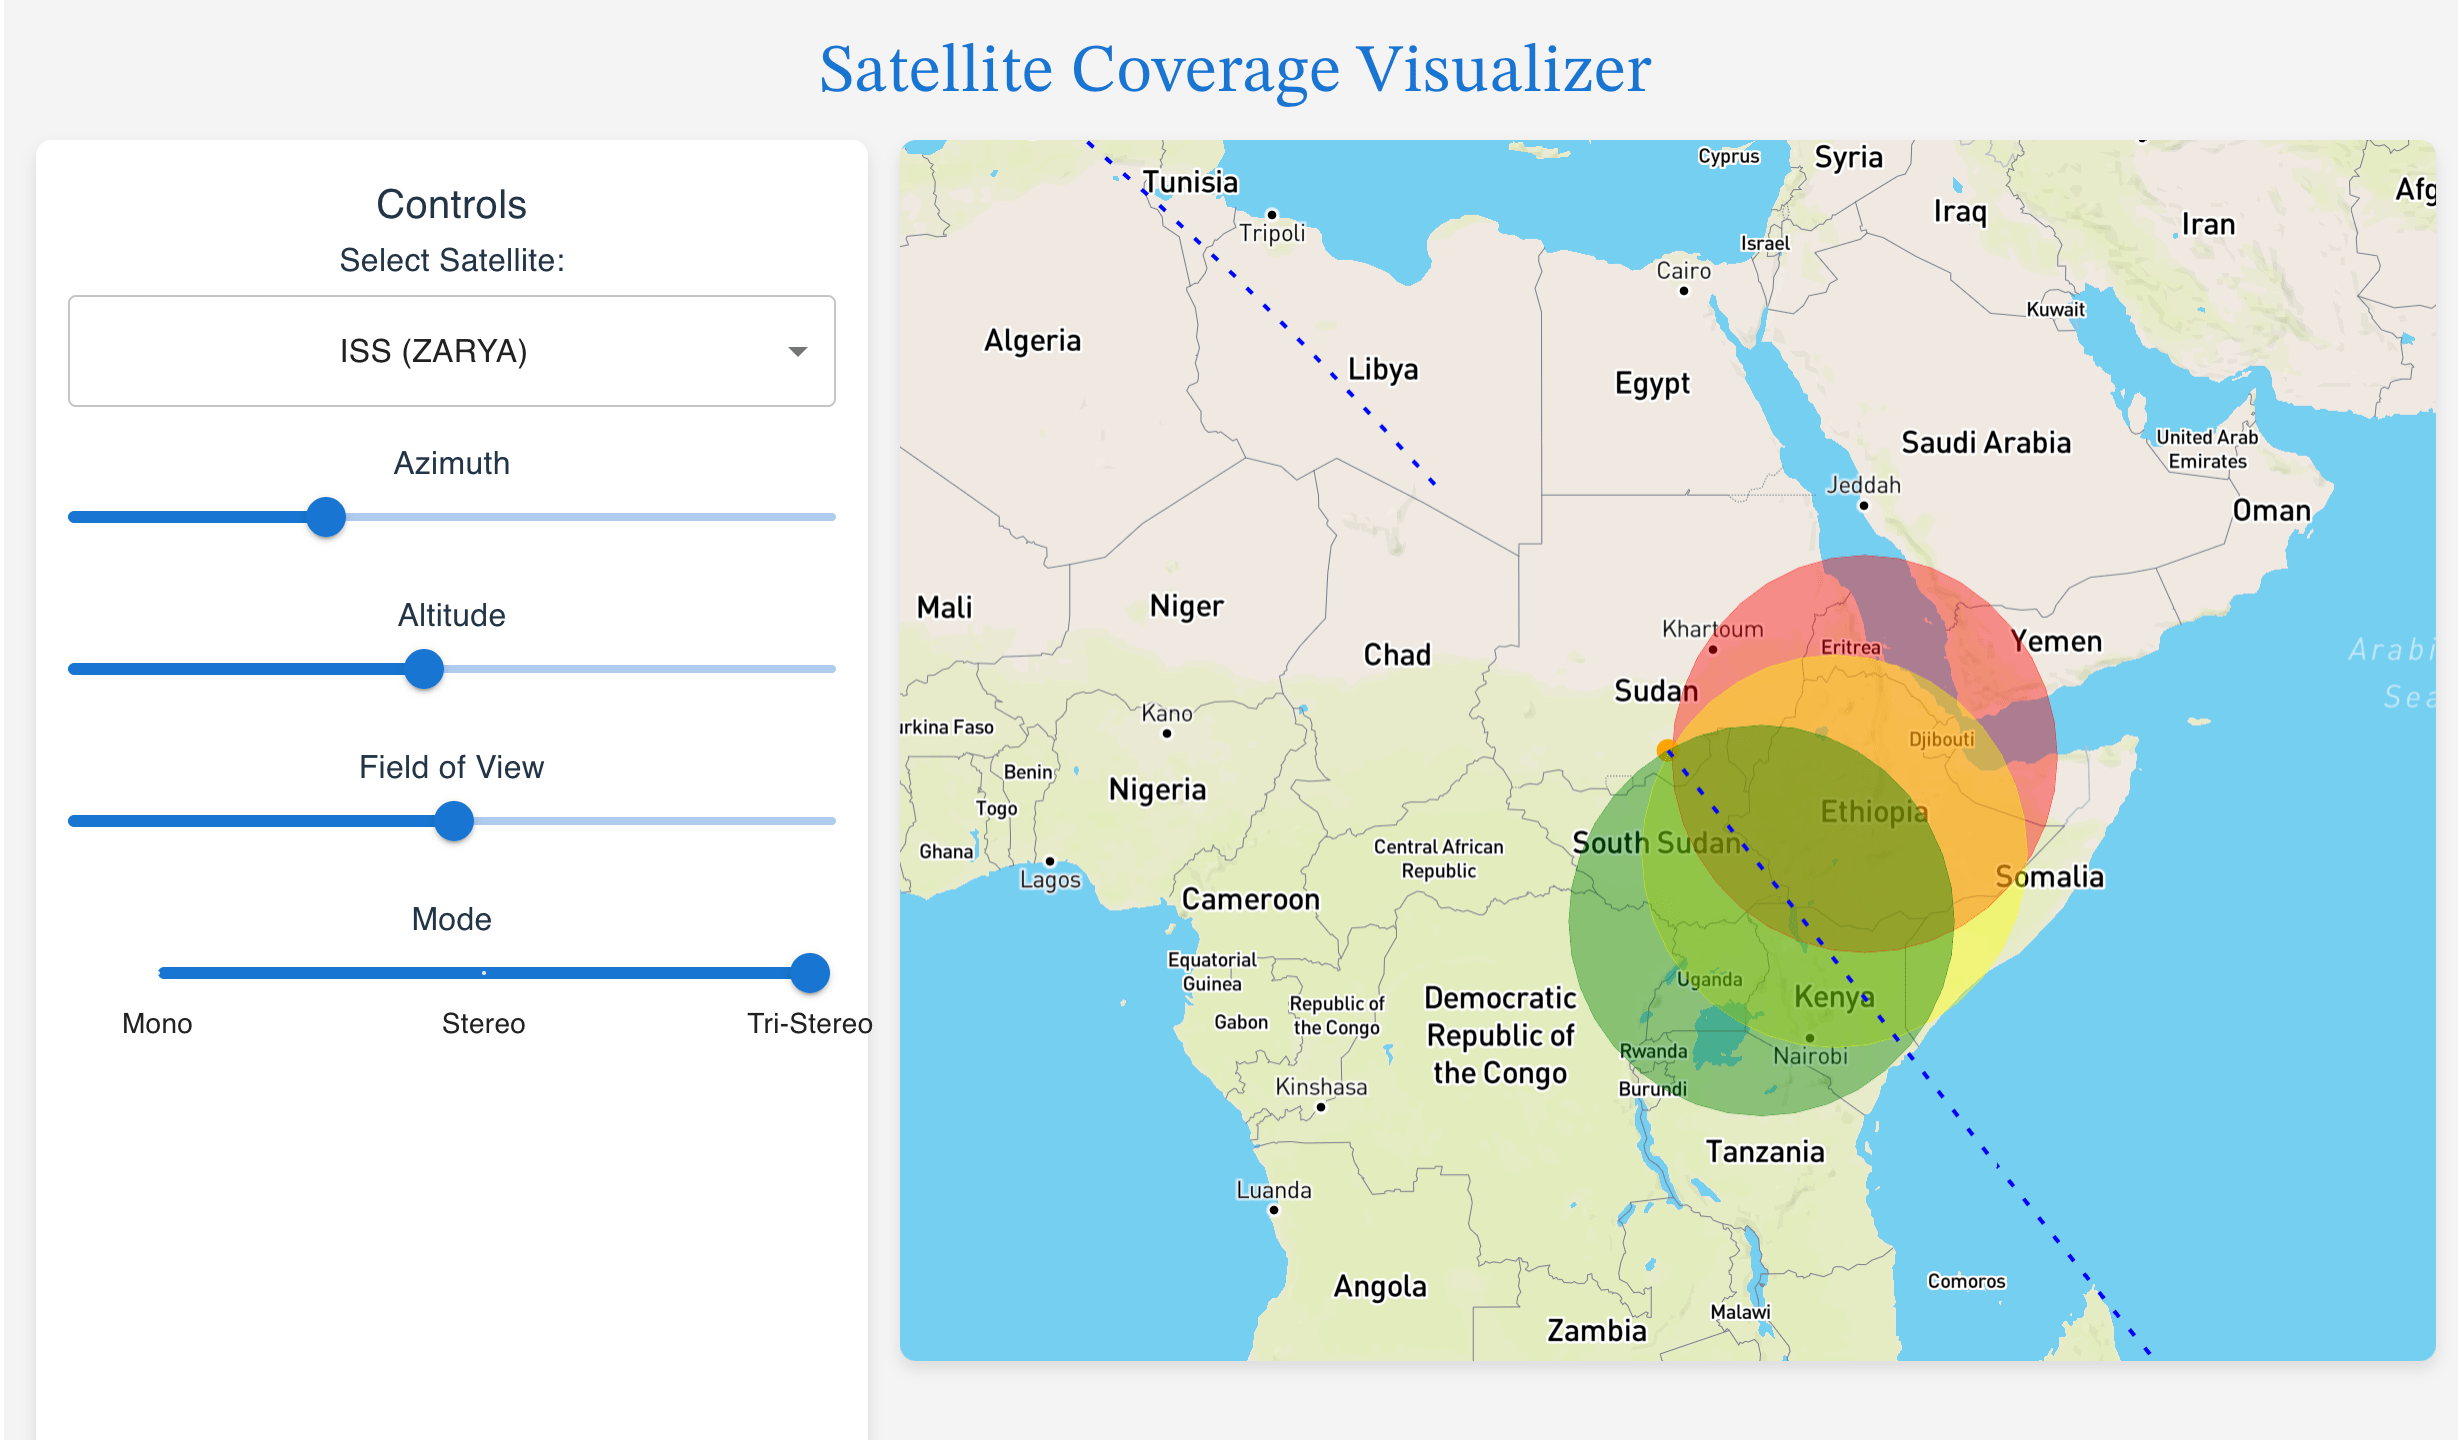 Satellite Coverage Visualizer
Controls
Select Satellite:
ISS (ZARYA)
Azimuth
Altitude
Field of View
Mode
Mono
Stereo
Tri-Stereo
Cyprus
Syria
Tunisia
Afg
Iraq
Iran
Tripoli
Israel
Cairo
Kuwait
Algeria
Libya
Egypt
Saudi Arabia
United Arab
Emirates
Jeddah
Oman
Mali
Niger
Khartoum
Eritrea
Yemen
Arabi
Chad
Sudan
Sea
Kano
urkina Faso
Djibouti
Benin
Nigeria
Togo
Ethiopia
South Sudan
Ghana
Central African
Republic
Lagos
Somalia
Cameroon
Equatorial
Guinea
Uganda
Republic of
the Congo
Democratic
Republic of
the Congo
Kenya
Gabon
Rwanda
Nairobi
Kinshasa
Burundi
Tanzania
Luanda
Angola
Comoros
Malawi
Zambia